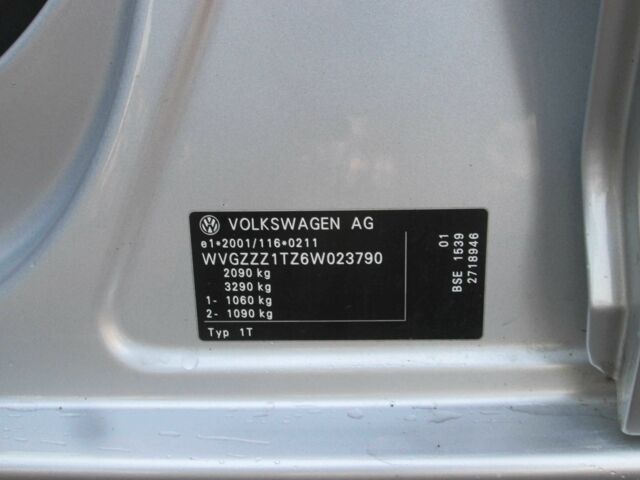 VOLKSWAGEN AG
e1*2001/116*0211
WVGZZZ1TZ6W023790
2090 kg
3290 kg
1- 1060 kg
2- 1090 kg
Typ 1T
01
BSE 1539
2718946